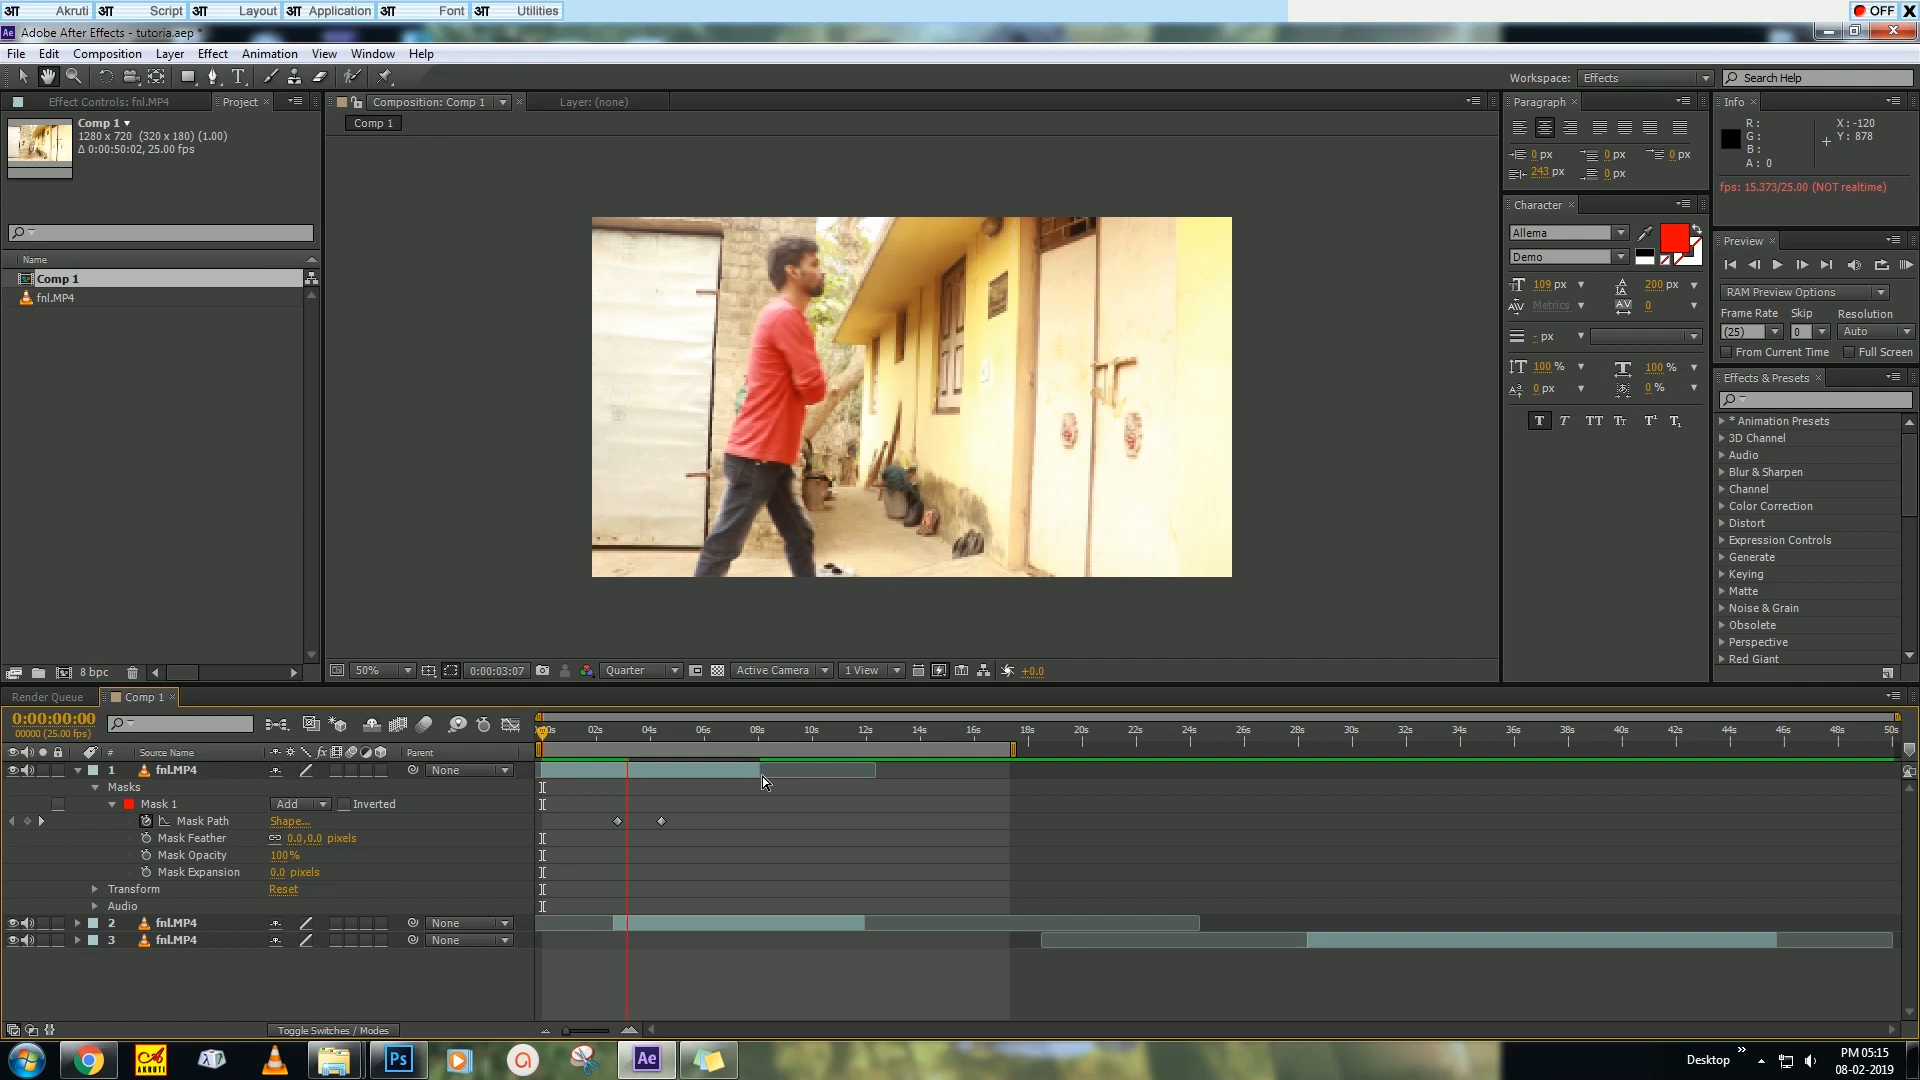 आ Akruti आ Script आ Layout आ Application आ Font आ Utilities
OFF X
Ae Adobe After Effects - tutoria.aep *
File Edit Composition Layer Effect Animation View Window Help
Workspace: Effects Search Help
Effect Controls: fnl.MP4 Project
Composition: Comp 1 Layer: (none)
Comp 1
Comp 1
1280 x 720 (320 x 180) (1.00)
Δ 0:00:50:02, 25.00 fps
Name
Comp 1
fnl.MP4
8 bpc
50% 0:00:03:07 Quarter Active Camera 1 View +0.0
Paragraph
0 px 0 px 0 px
243 px 0 px
Character
Allema
Demo
109 px 200 px
Metrics 0
- px
100 % 100 %
0 px 0 %
T T TT Tr T¹ T₁
Info
R :
G :
B :
A : 0
X : -120
Y : 878
fps: 15.373/25.00 (NOT realtime)
Preview
RAM Preview Options
Frame Rate Skip Resolution
(25) 0 Auto
From Current Time Full Screen
Effects & Presets
* Animation Presets
3D Channel
Audio
Blur & Sharpen
Channel
Color Correction
Distort
Expression Controls
Generate
Keying
Matte
Noise & Grain
Obsolete
Perspective
Red Giant
Render Queue Comp 1
0:00:00:00
00000 (25.00 fps)
02s 04s 06s 08s 10s 12s 14s 16s 18s 20s 22s 24s 26s 28s 30s 32s 34s 36s 38s 40s 42s 44s 46s 48s 50s
# Source Name fx Parent
1 fnl.MP4 None
Masks
Mask 1 Add Inverted
Mask Path Shape...
Mask Feather 0.0,0.0 pixels
Mask Opacity 100%
Mask Expansion 0.0 pixels
Transform Reset
Audio
2 fnl.MP4 None
3 fnl.MP4 None
Toggle Switches / Modes
AKRUTI
Ps
Ae
Desktop
PM 05:15
08-02-2019